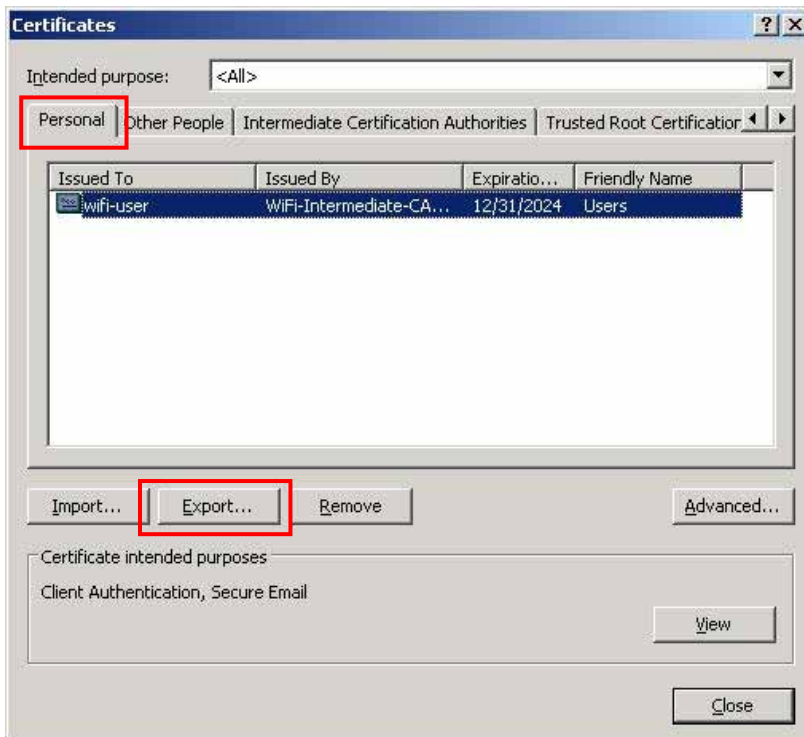 Certificates
Intended purpose: <All>
Personal Other People Intermediate Certification Authorities Trusted Root Certification
Issued To Issued By Expiratio... Friendly Name
wifi-user WiFi-Intermediate-CA... 12/31/2024 Users
Import... Export... Remove Advanced...
Certificate intended purposes
Client Authentication, Secure Email
View
Close